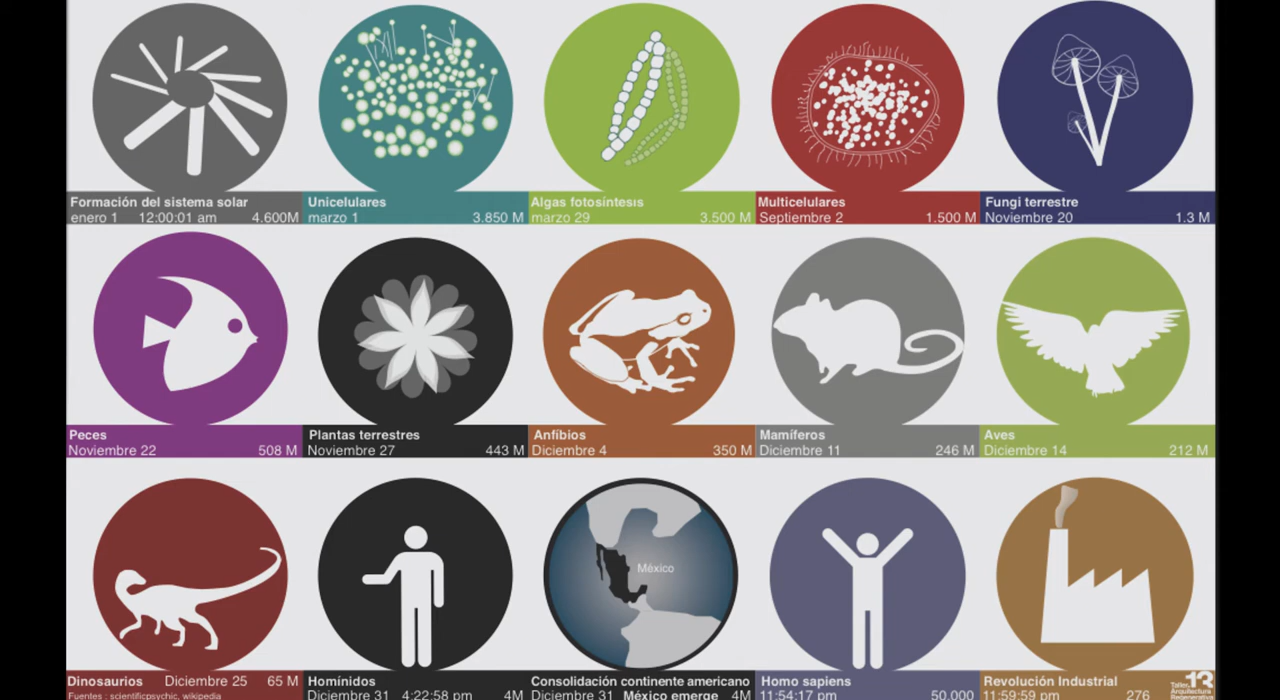 Formación del sistema solar
enero 1 12:00:01 am 4.600M
Unicelulares
marzo 1 3.850 M
Algas fotosíntesis
marzo 29 3.500 M
Multicelulares
Septiembre 2 1.500 M
Fungi terrestre
Noviembre 20 1.3 M
Peces
Noviembre 22 508 M
Plantas terrestres
Noviembre 27 443 M
Anfíbios
Diciembre 4 350 M
Mamíferos
Diciembre 11 246 M
Aves
Diciembre 14 212 M
México
Dinosaurios Diciembre 25 65 M
Fuentes : scientificpsychic, wikipedia
Homínidos
Diciembre 31 4:22:58 pm 4M
Consolidación continente americano
Diciembre 31 México emerge 4M
Homo sapiens
11:54:17 pm 50.000
Revolución Industrial
11:59:59 pm 276
Taller 13
Arquitectura
Regenerativa